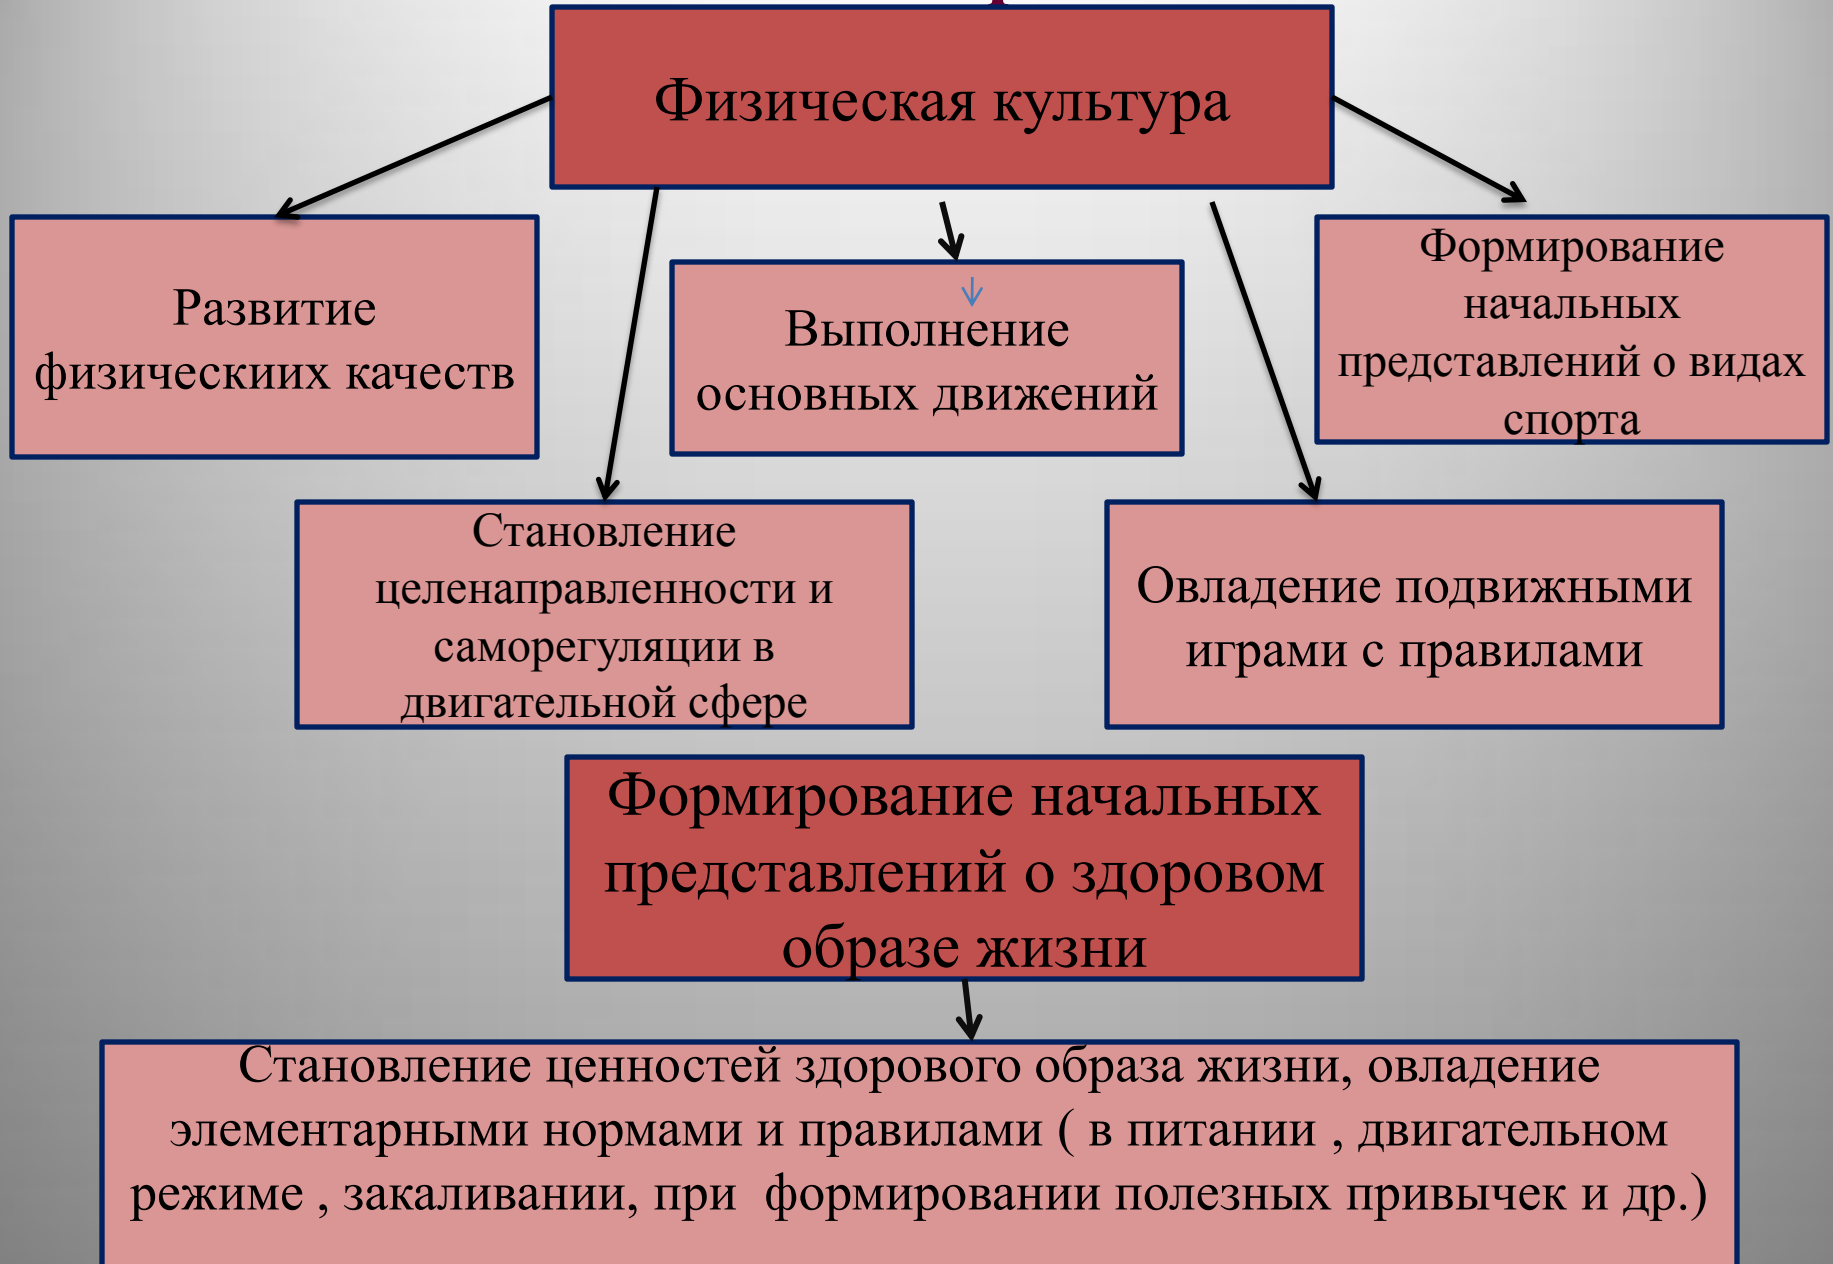 Физическая культура
Развитие
физическиих качеств
Выполнение
основных движений
Формирование
начальных
представлений о видах
спорта
Становление
целенаправленности и
саморегуляции в
двигательной сфере
Овладение подвижными
играми с правилами
Формирование начальных
представлений о здоровом
образе жизни
Становление ценностей здорового образа жизни, овладение
элементарными нормами и правилами ( в питании , двигательном
режиме , закаливании, при  формировании полезных привычек и др.)